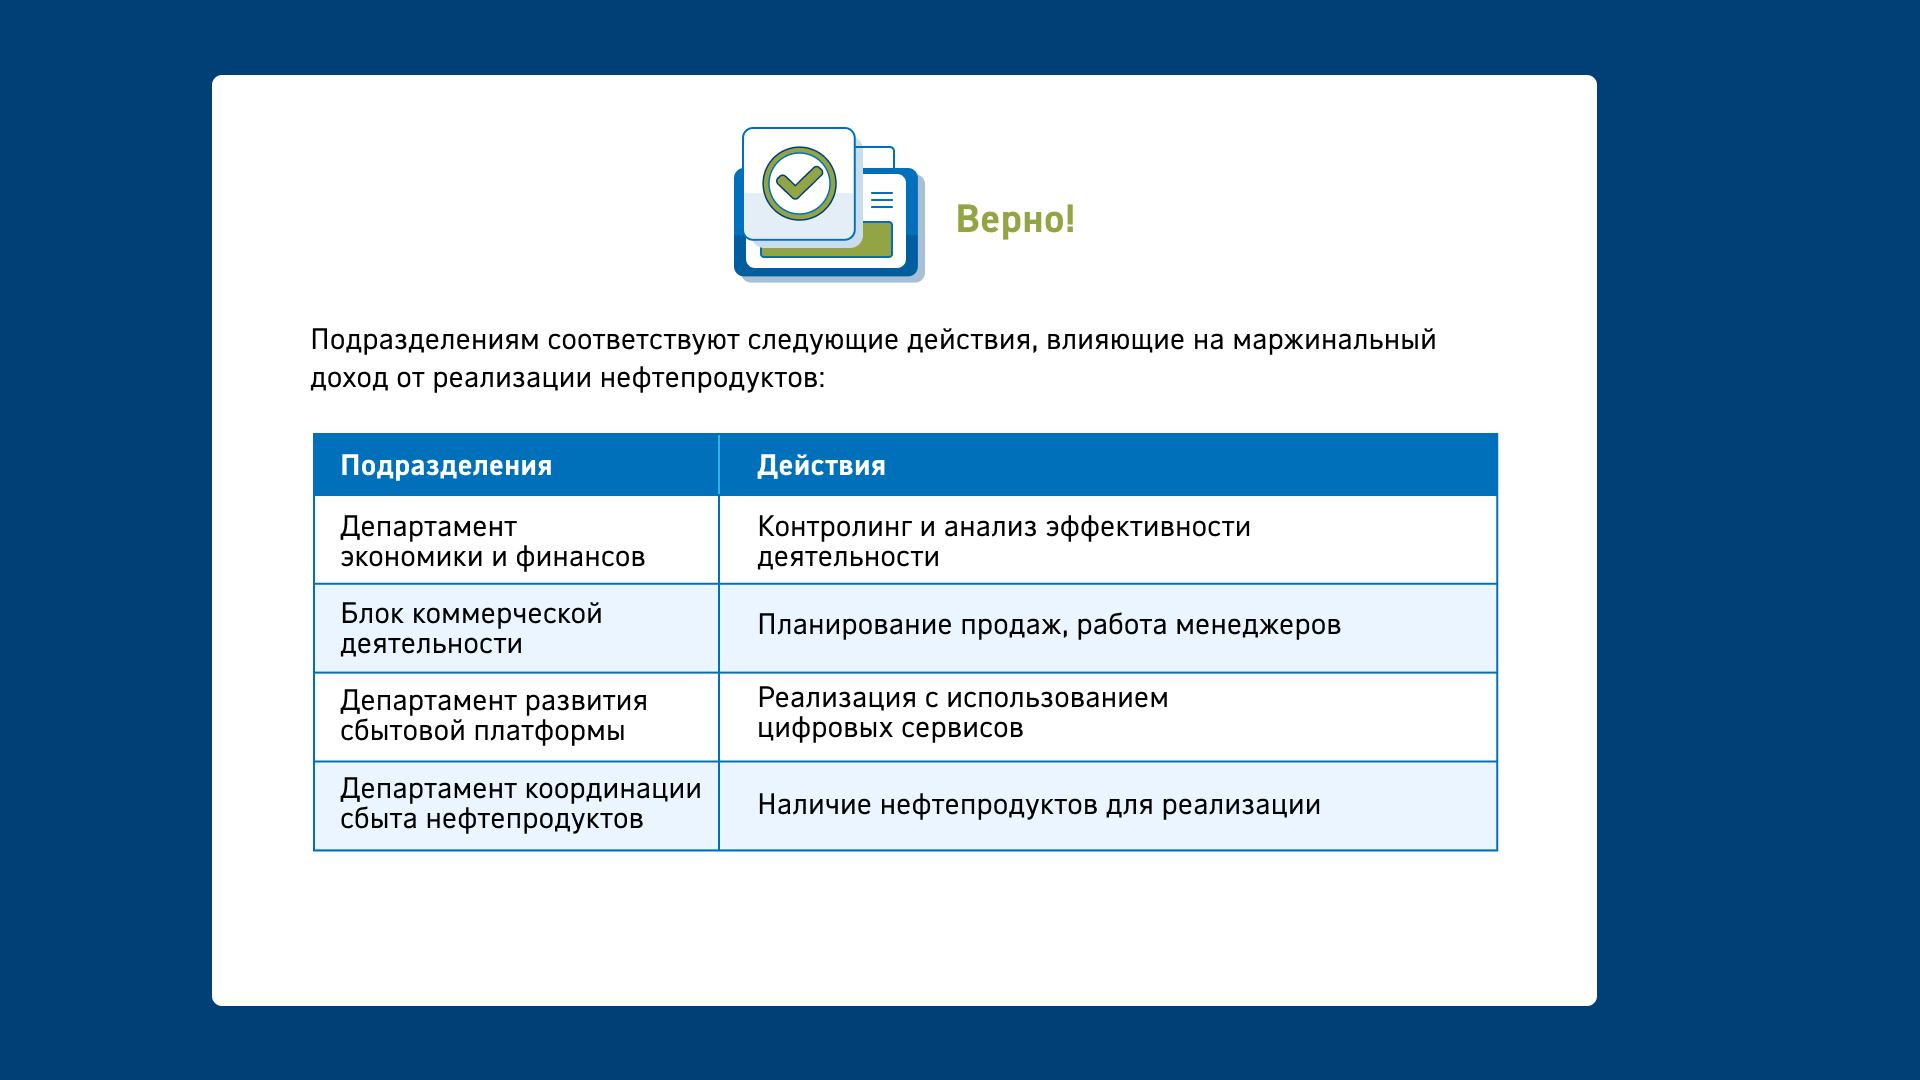 Верно!
Подразделениям соответствуют следующие действия, влияющие на маржинальный
доход от реализации нефтепродуктов:
Подразделения
Действия
Департамент
экономики и финансов
Контролинг и анализ эффективности
деятельности
Блок коммерческой
деятельности
Планирование продаж, работа менеджеров
Департамент развития
сбытовой платформы
Реализация с использованием
цифровых сервисов
Департамент координации
сбыта нефтепродуктов
Наличие нефтепродуктов для реализации